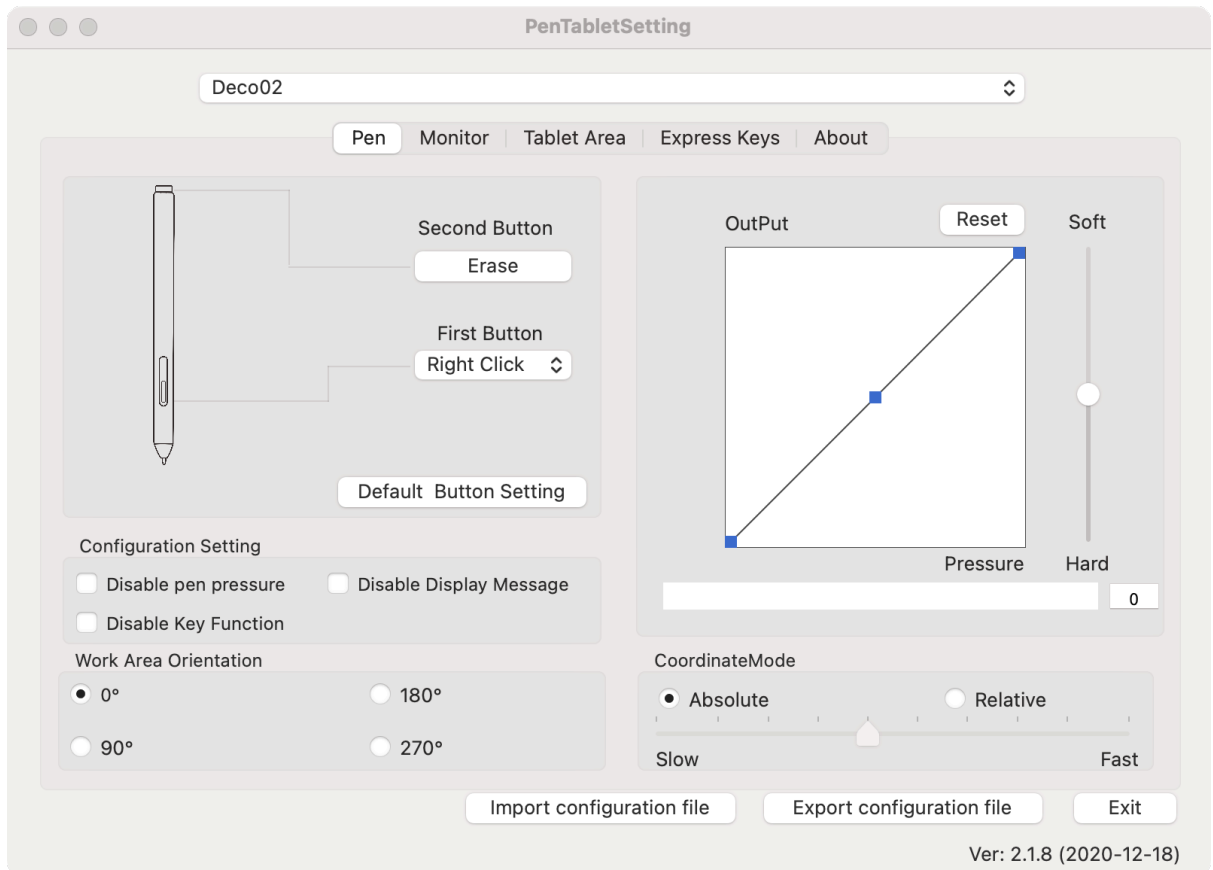 PenTabletSetting
Deco02
Pen Monitor Tablet Area Express Keys About
Second Button
Erase
First Button
Right Click
Default Button Setting
OutPut
Reset
Soft
Pressure
Hard
0
Configuration Setting
Disable pen pressure
Disable Display Message
Disable Key Function
Work Area Orientation
0°
180°
90°
270°
CoordinateMode
Absolute
Relative
Slow
Fast
Import configuration file
Export configuration file
Exit
Ver: 2.1.8 (2020-12-18)